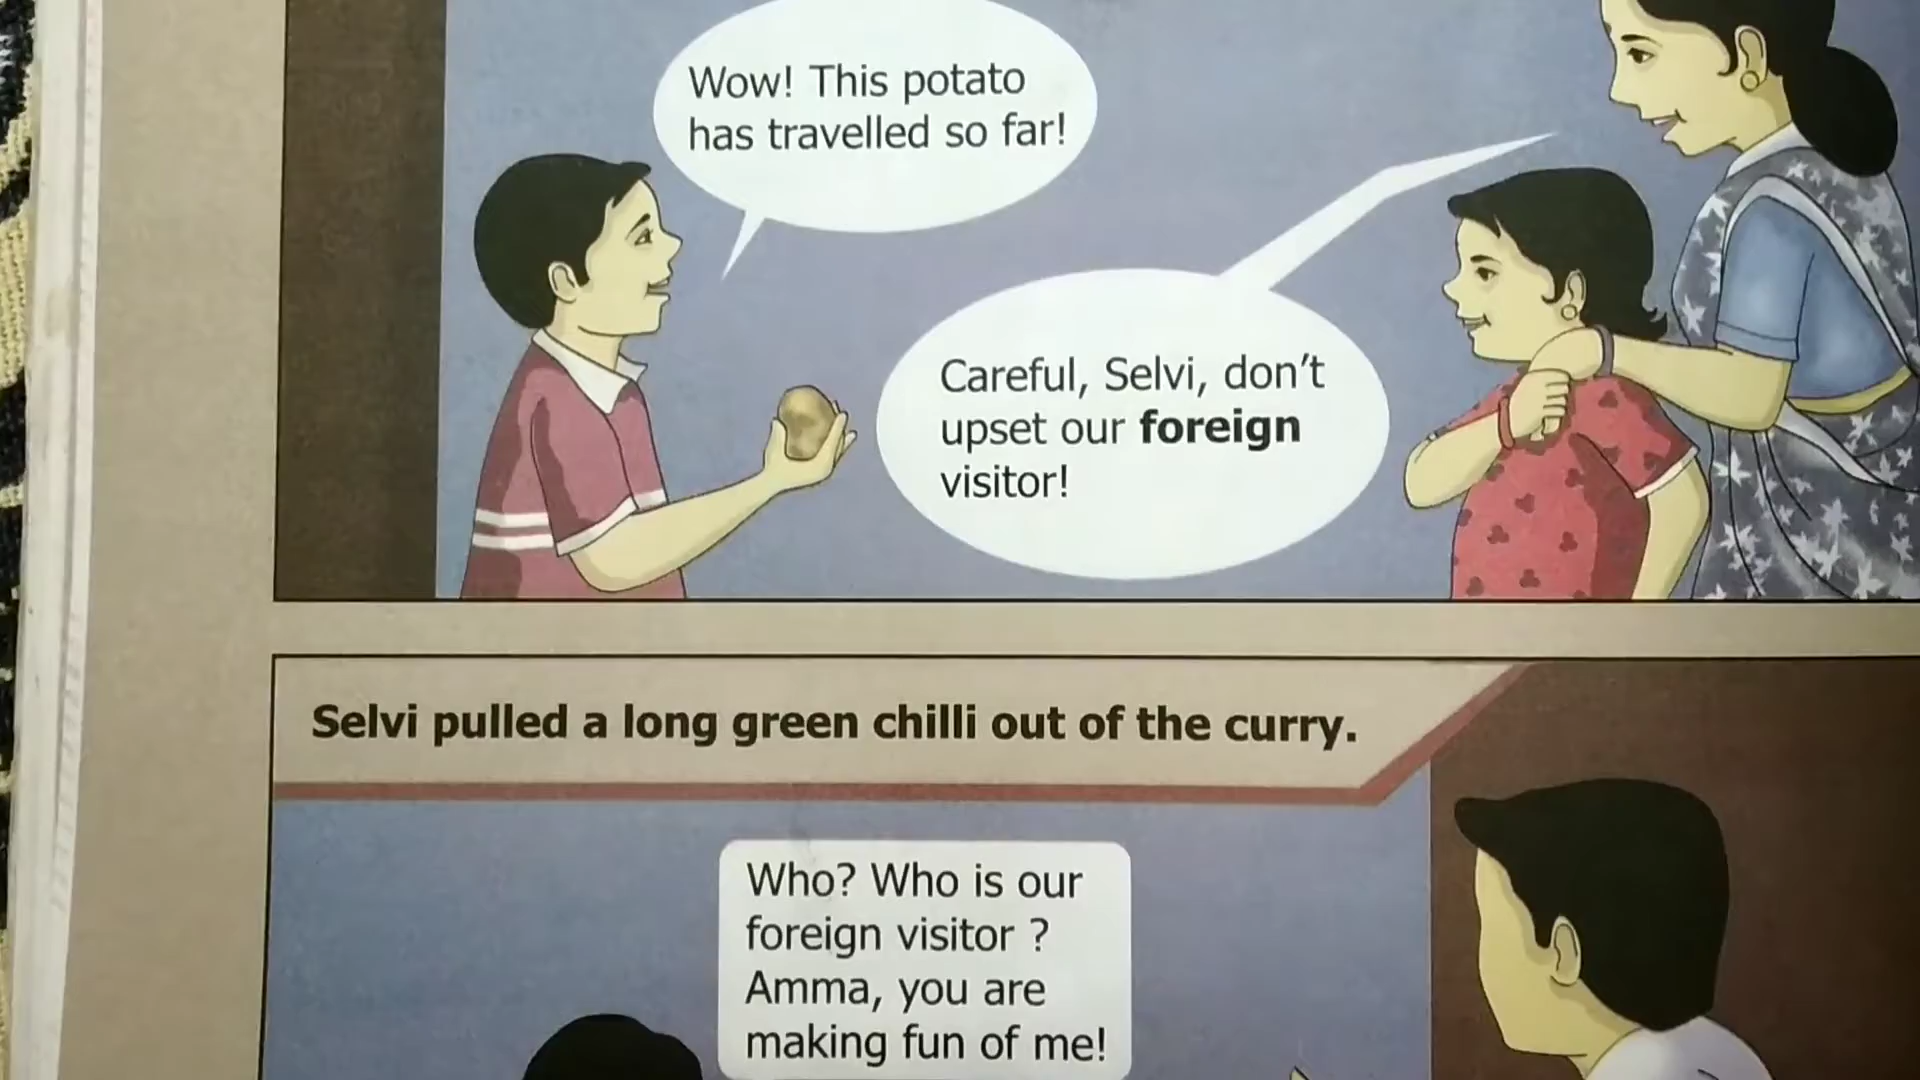 Wow! This potato
has travelled so far!
Careful, Selvi, don't
upset our foreign
visitor!
Selvi pulled a long green chilli out of the curry.
Who? Who is our
foreign visitor ?
Amma, you are
making fun of me!